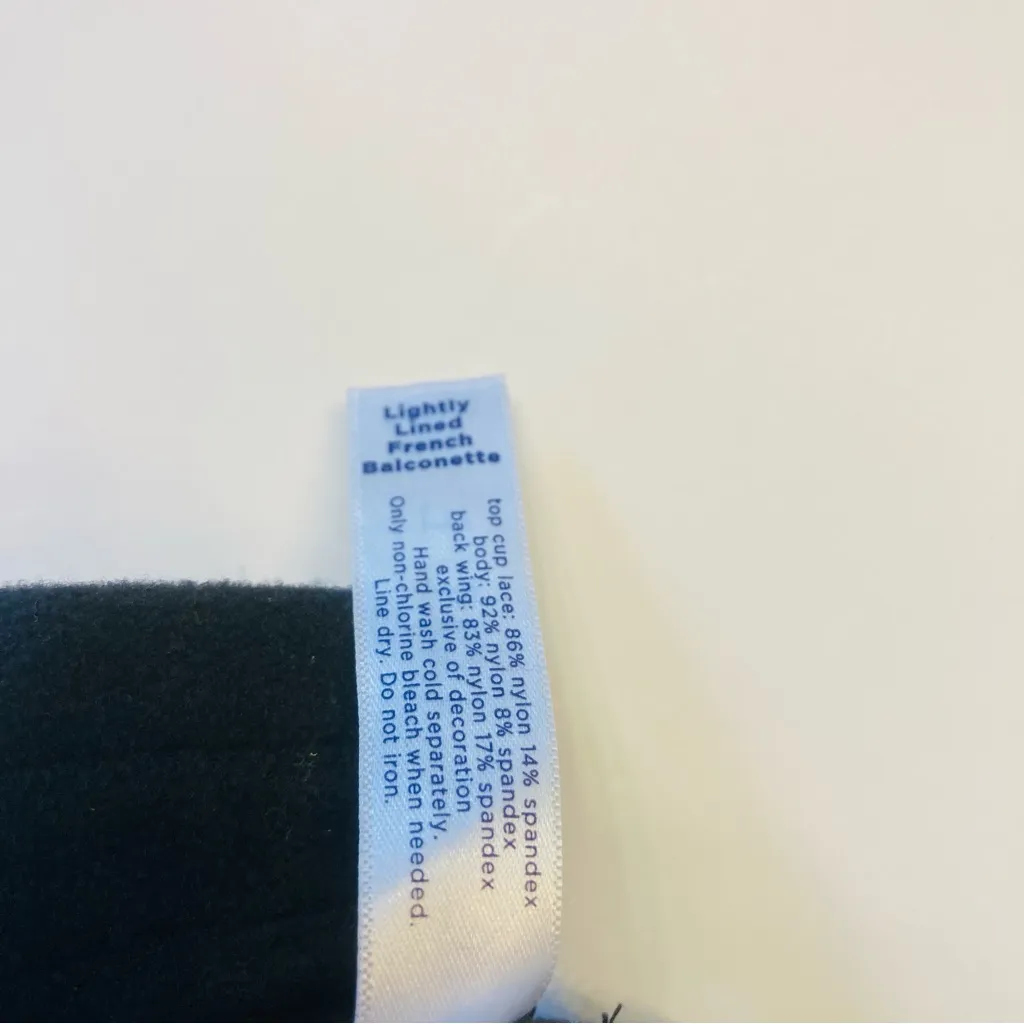 Lightly
Lined
French
Balconette
top cup lace: 86% nylon 14% spandex
body: 92% nylon 8% spandex
back wing: 83% nylon 17% spandex
exclusive of decoration
Hand wash cold separately.
Only non-chlorine bleach when needed.
Line dry. Do not iron.